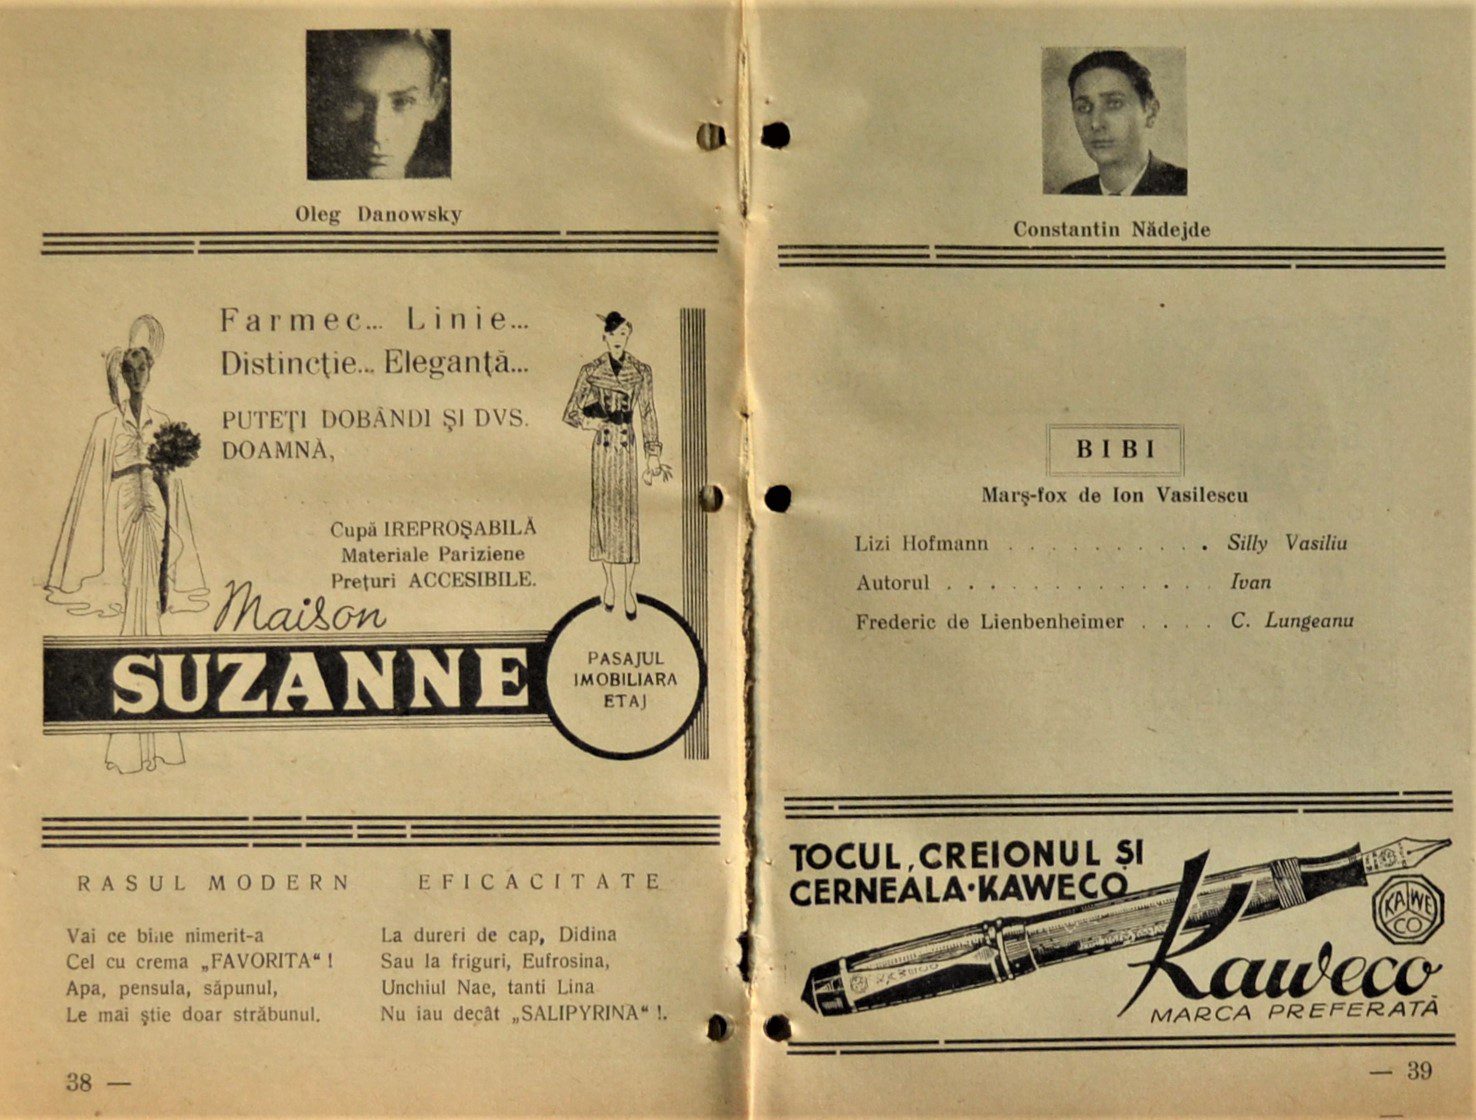 Oleg Danowsky
Farmec... Linie...
Distincție... Eleganță...
PUTEȚI DOBÂNDI ȘI DVS.
DOAMNĂ,
Cupă IREPROȘABILĂ
Materiale Pariziene
Prețuri ACCESIBILE.
Maison
SUZANNE
PASAJUL
IMOBILIARA
ETAJ
RASUL MODERN
Vai ce bine nimerit-a
Cel cu crema „FAVORITA“ !
Apa, pensula, săpunul,
Le mai știe doar străbunul.
EFICACITATE
La dureri de cap, Didina
Sau la friguri, Eufrosina,
Unchiul Nae, tanti Lina
Nu iau decât „SALIPYRINA“ !.
38 —
Constantin Nădejde
BIBI
Marș-fox de Ion Vasilescu
Lizi Hofmann . . . . . . . . . . Silly Vasiliu
Autorul . . . . . . . . . . . . Ivan
Frederic de Lienbenheimer . . . . C. Lungeanu
TOCUL, CREIONUL ȘI
CERNEALA·KAWECO
KAWECO
KAWECO
Kaweco
MARCA PREFERATĂ
— 39